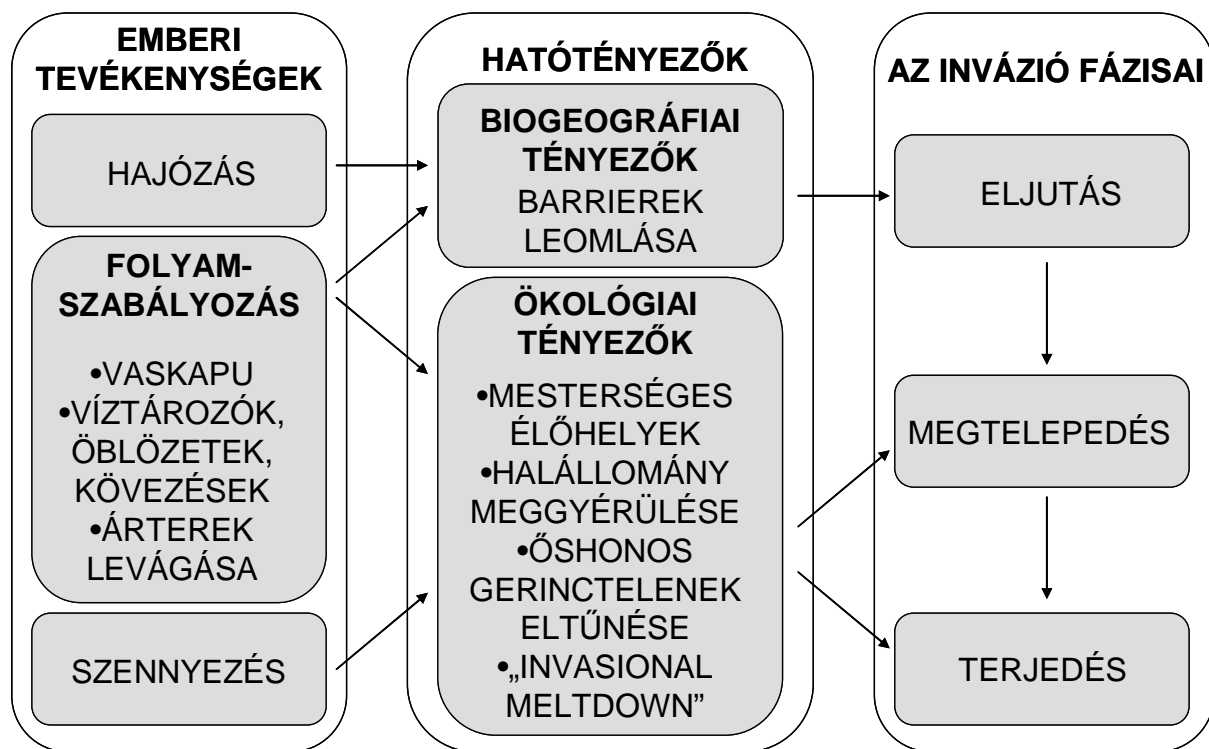 EMBERI
TEVÉKENYSÉGEK
HAJÓZÁS
FOLYAM-
SZABÁLYOZÁS
•VASKAPU
•VÍZTÁROZÓK,
ÖBLÖZETEK,
KÖVEZÉSEK
•ÁRTEREK
LEVÁGÁSA
SZENNYEZÉS
HATÓTÉNYEZŐK
BIOGEOGRÁFIAI
TÉNYEZŐK
BARRIEREK
LEOMLÁSA
ÖKOLÓGIAI
TÉNYEZŐK
•MESTERSÉGES
ÉLŐHELYEK
•HALÁLLOMÁNY
MEGGYÉRÜLÉSE
•ŐSHONOS
GERINCTELENEK
ELTŰNÉSE
•„INVASIONAL
MELTDOWN”
AZ INVÁZIÓ FÁZISAI
ELJUTÁS
MEGTELEPEDÉS
TERJEDÉS